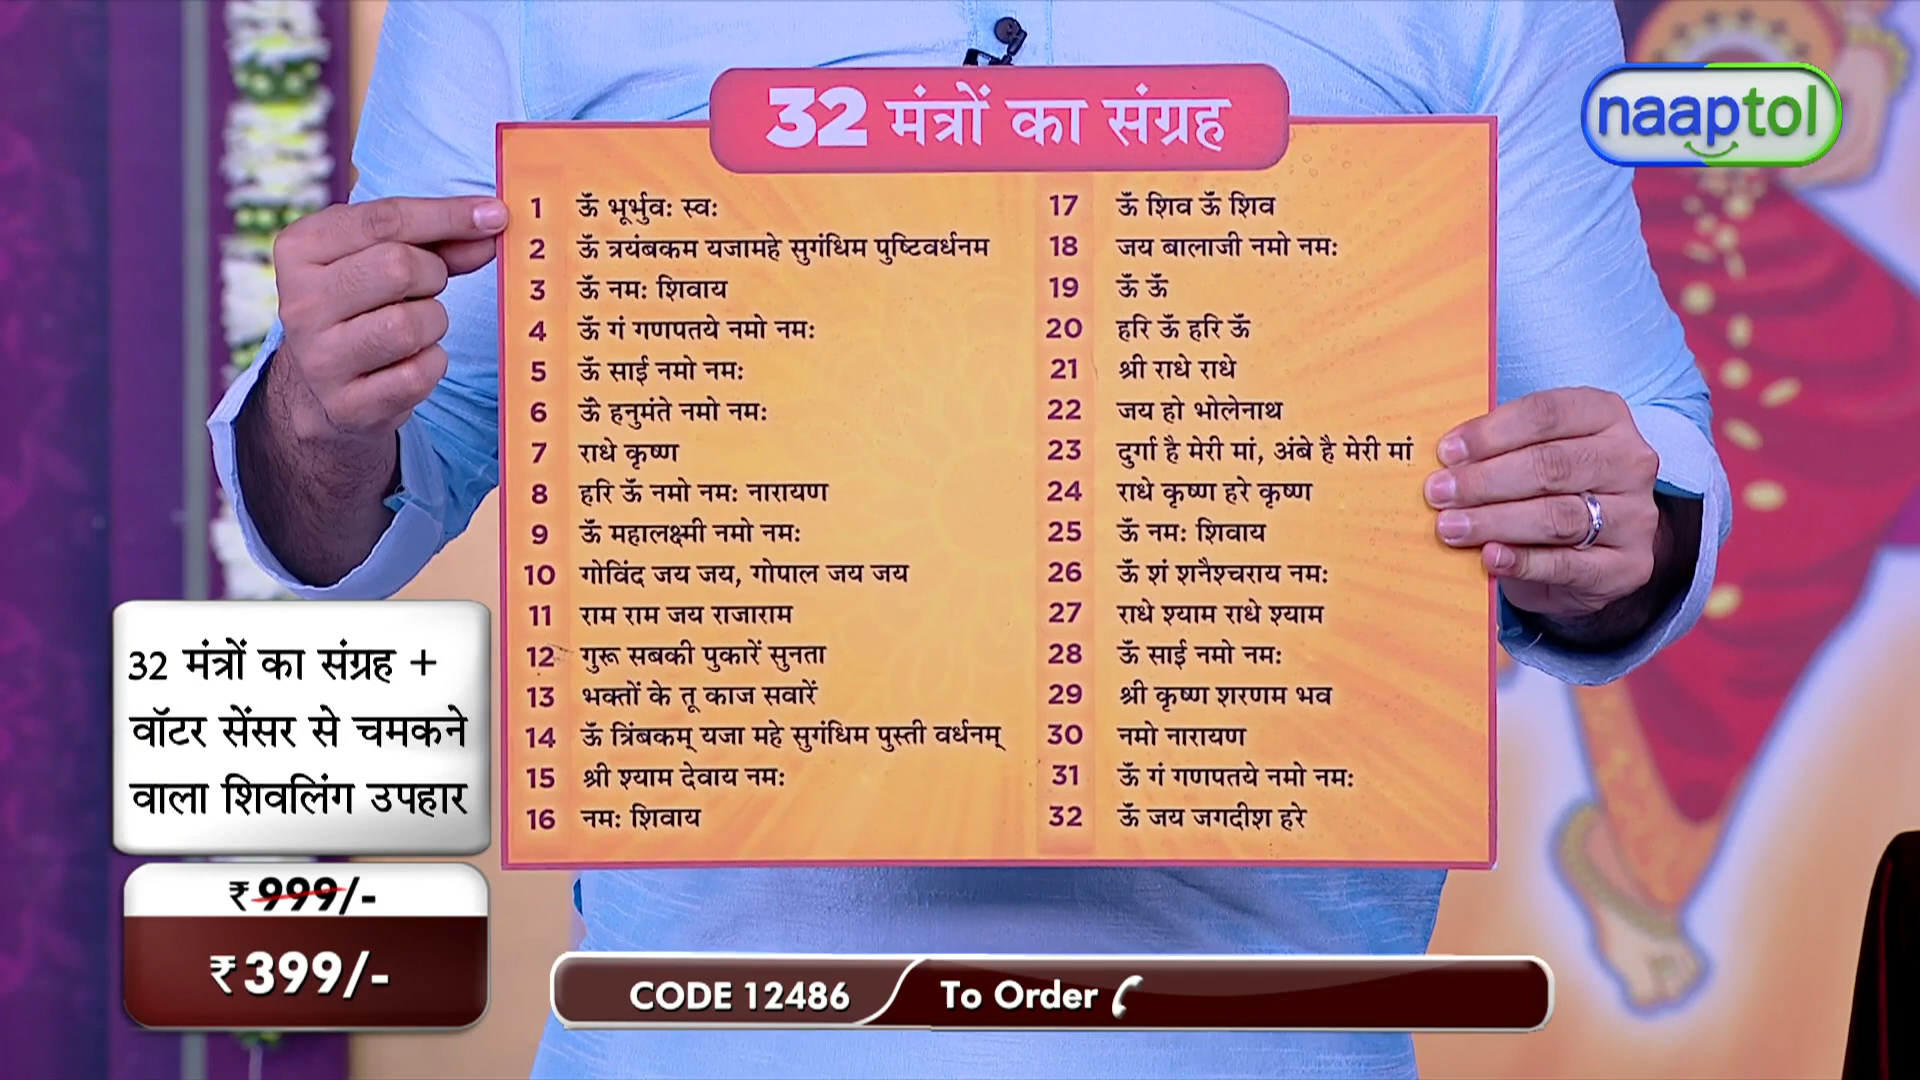 32 मंत्रों का संग्रह
naaptol
1 ॐ भूर्भुवः स्वः
2 ॐ त्रयंबकम यजामहे सुगंधिम पुष्टिवर्धनम
3 ॐ नमः शिवाय
4 ॐ गं गणपतये नमो नमः
5 ॐ साई नमो नमः
6 ॐ हनुमंते नमो नमः
7 राधे कृष्ण
8 हरि ॐ नमो नमः नारायण
9 ॐ महालक्ष्मी नमो नमः
10 गोविंद जय जय, गोपाल जय जय
11 राम राम जय राजाराम
12 गुरू सबकी पुकारें सुनता
13 भक्तों के तू काज सवारें
14 ॐ त्रिंबकम् यजा महे सुगंधिम पुस्ती वर्धनम्
15 श्री श्याम देवाय नमः
16 नमः शिवाय
17 ॐ शिव ॐ शिव
18 जय बालाजी नमो नमः
19 ॐ ॐ
20 हरि ॐ हरि ॐ
21 श्री राधे राधे
22 जय हो भोलेनाथ
23 दुर्गा है मेरी मां, अंबे है मेरी मां
24 राधे कृष्ण हरे कृष्ण
25 ॐ नमः शिवाय
26 ॐ शं शनैश्चराय नमः
27 राधे श्याम राधे श्याम
28 ॐ साई नमो नमः
29 श्री कृष्ण शरणम भव
30 नमो नारायण
31 ॐ गं गणपतये नमो नमः
32 ॐ जय जगदीश हरे
32 मंत्रों का संग्रह +
वॉटर सेंसर से चमकने
वाला शिवलिंग उपहार
₹999/-
₹399/-
CODE 12486 To Order